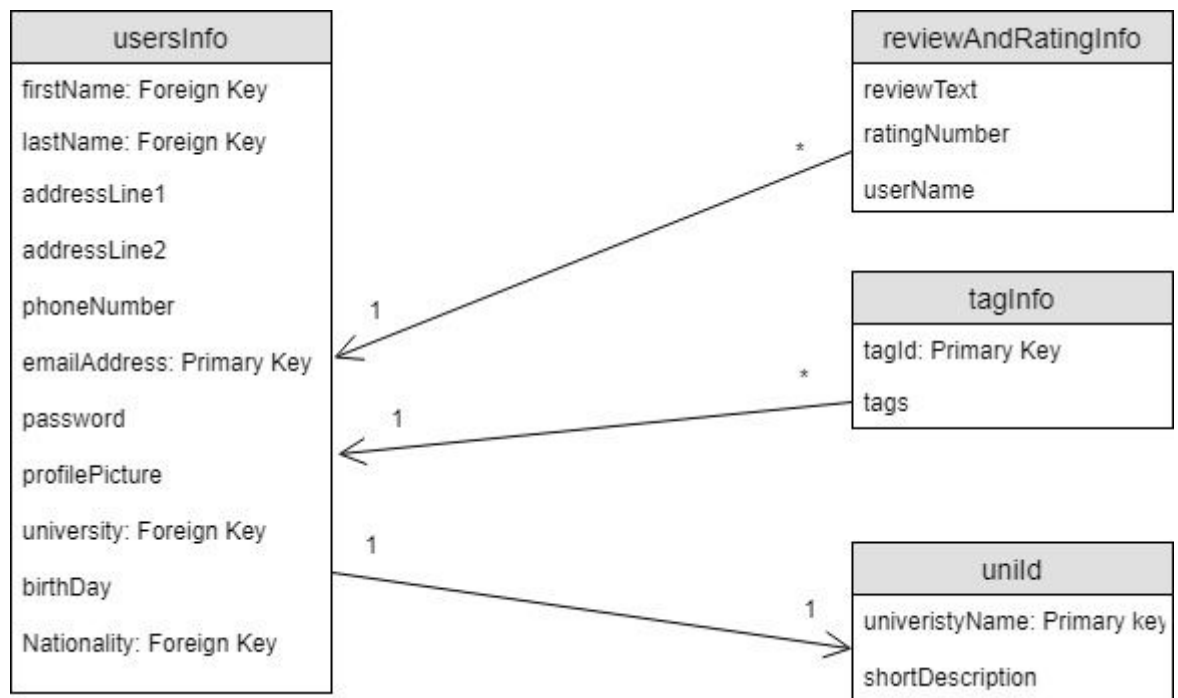 usersInfo
firstName: Foreign Key
lastName: Foreign Key
addressLine1
addressLine2
phoneNumber
emailAddress: Primary Key
password
profilePicture
university: Foreign Key
birthDay
Nationality: Foreign Key
reviewAndRatingInfo
reviewText
ratingNumber
userName
*
1
tagInfo
tagId: Primary Key
tags
*
1
1
1
uniId
univeristyName: Primary key
shortDescription